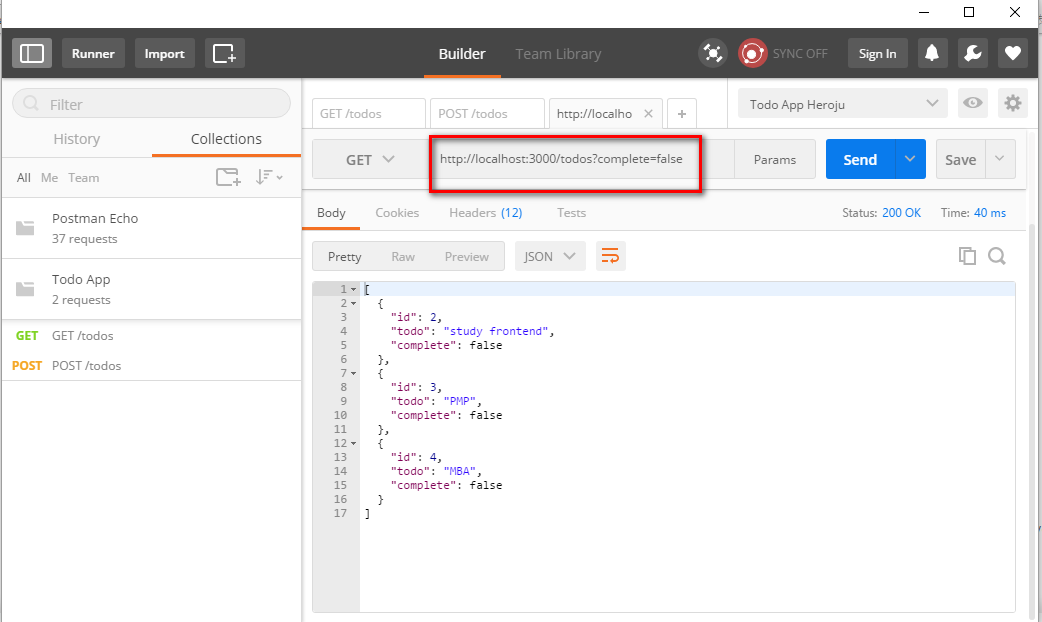 Runner
Import
Builder
Team Library
SYNC OFF
Sign In
Filter
History
Collections
All Me Team
Postman Echo
37 requests
Todo App
2 requests
GET GET /todos
POST POST /todos
GET /todos
POST /todos
http://localho
Todo App Heroju
GET
http://localhost:3000/todos?complete=false
Params
Send
Save
Body
Cookies
Headers (12)
Tests
Status: 200 OK
Time: 40 ms
Pretty
Raw
Preview
JSON
1 [
2 {
3 "id": 2,
4 "todo": "study frontend",
5 "complete": false
6 },
7 {
8 "id": 3,
9 "todo": "PMP",
10 "complete": false
11 },
12 {
13 "id": 4,
14 "todo": "MBA",
15 "complete": false
16 }
17 ]